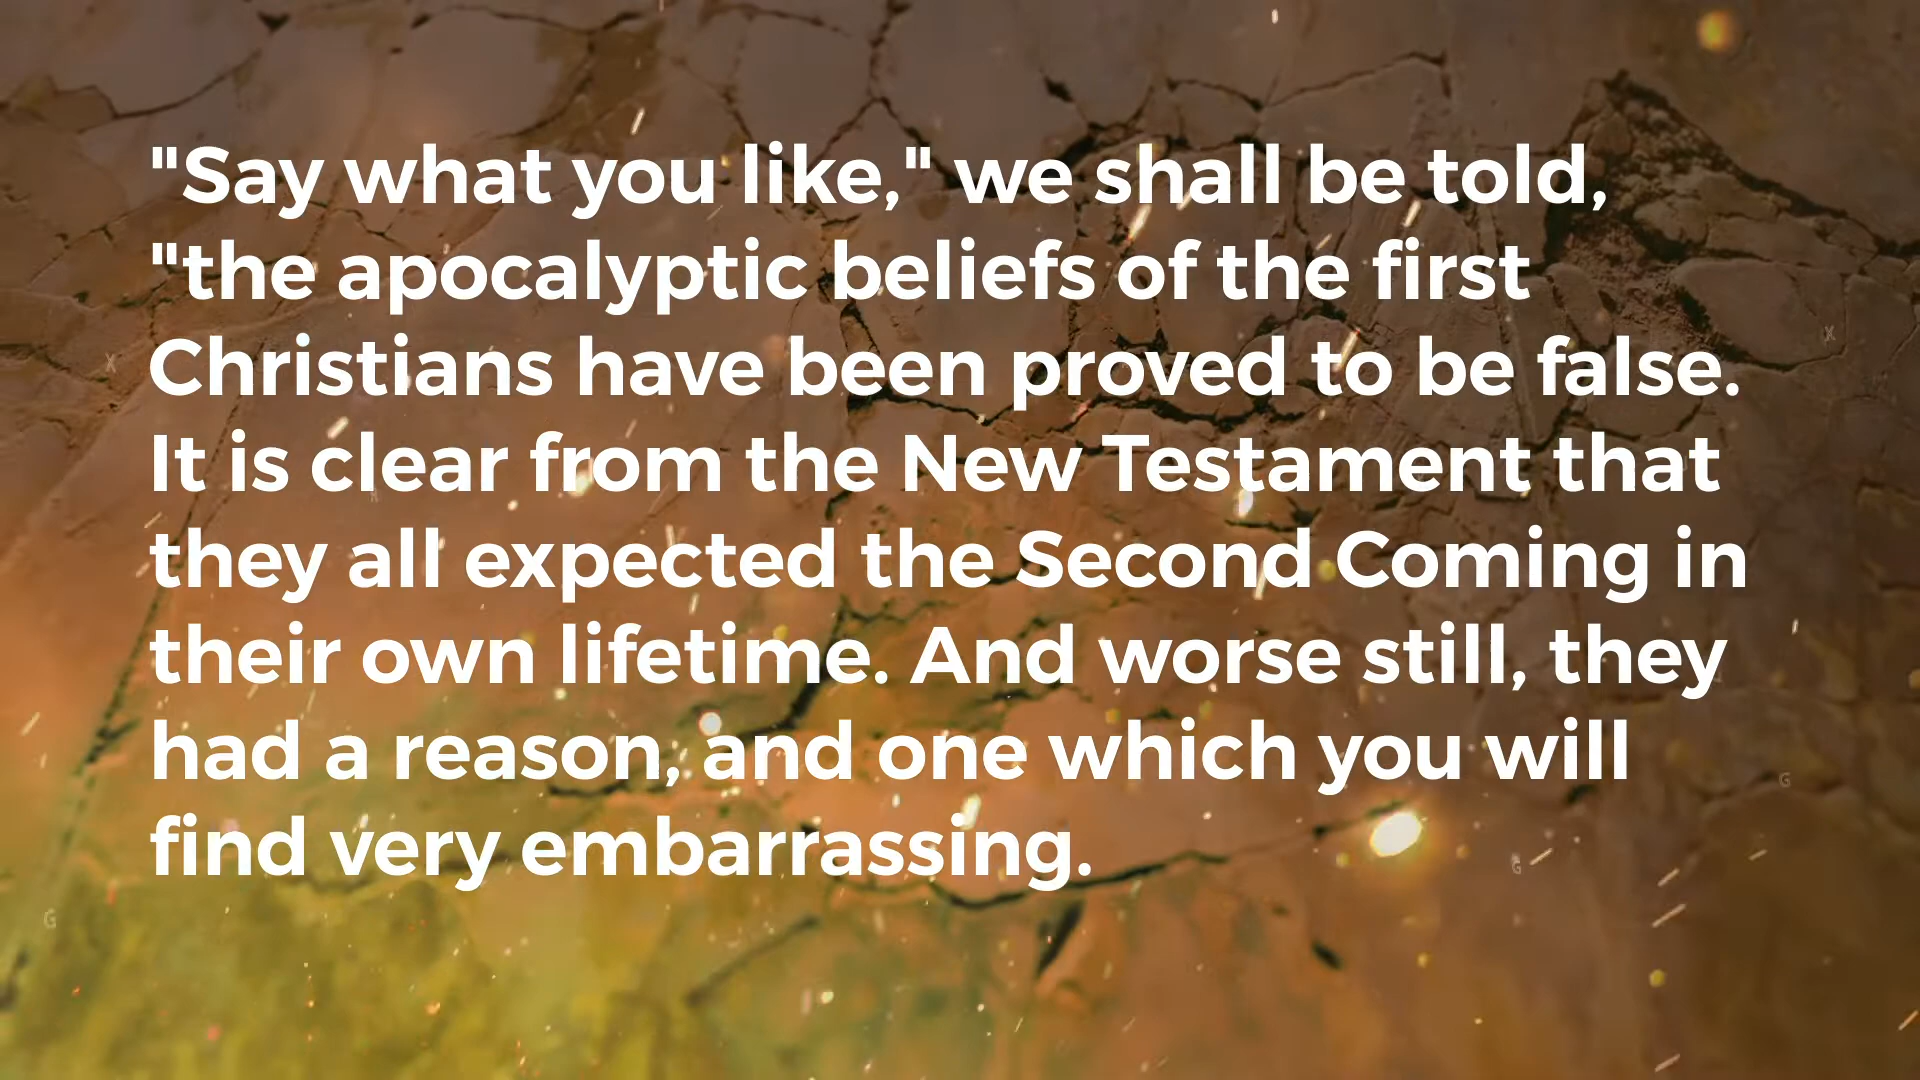 "Say what you like," we shall be told,
"the apocalyptic beliefs of the first
Christians have been proved to be false.
It is clear from the New Testament that
they all expected the Second Coming in
their own lifetime. And worse still, they
had a reason, and one which you will
find very embarrassing.